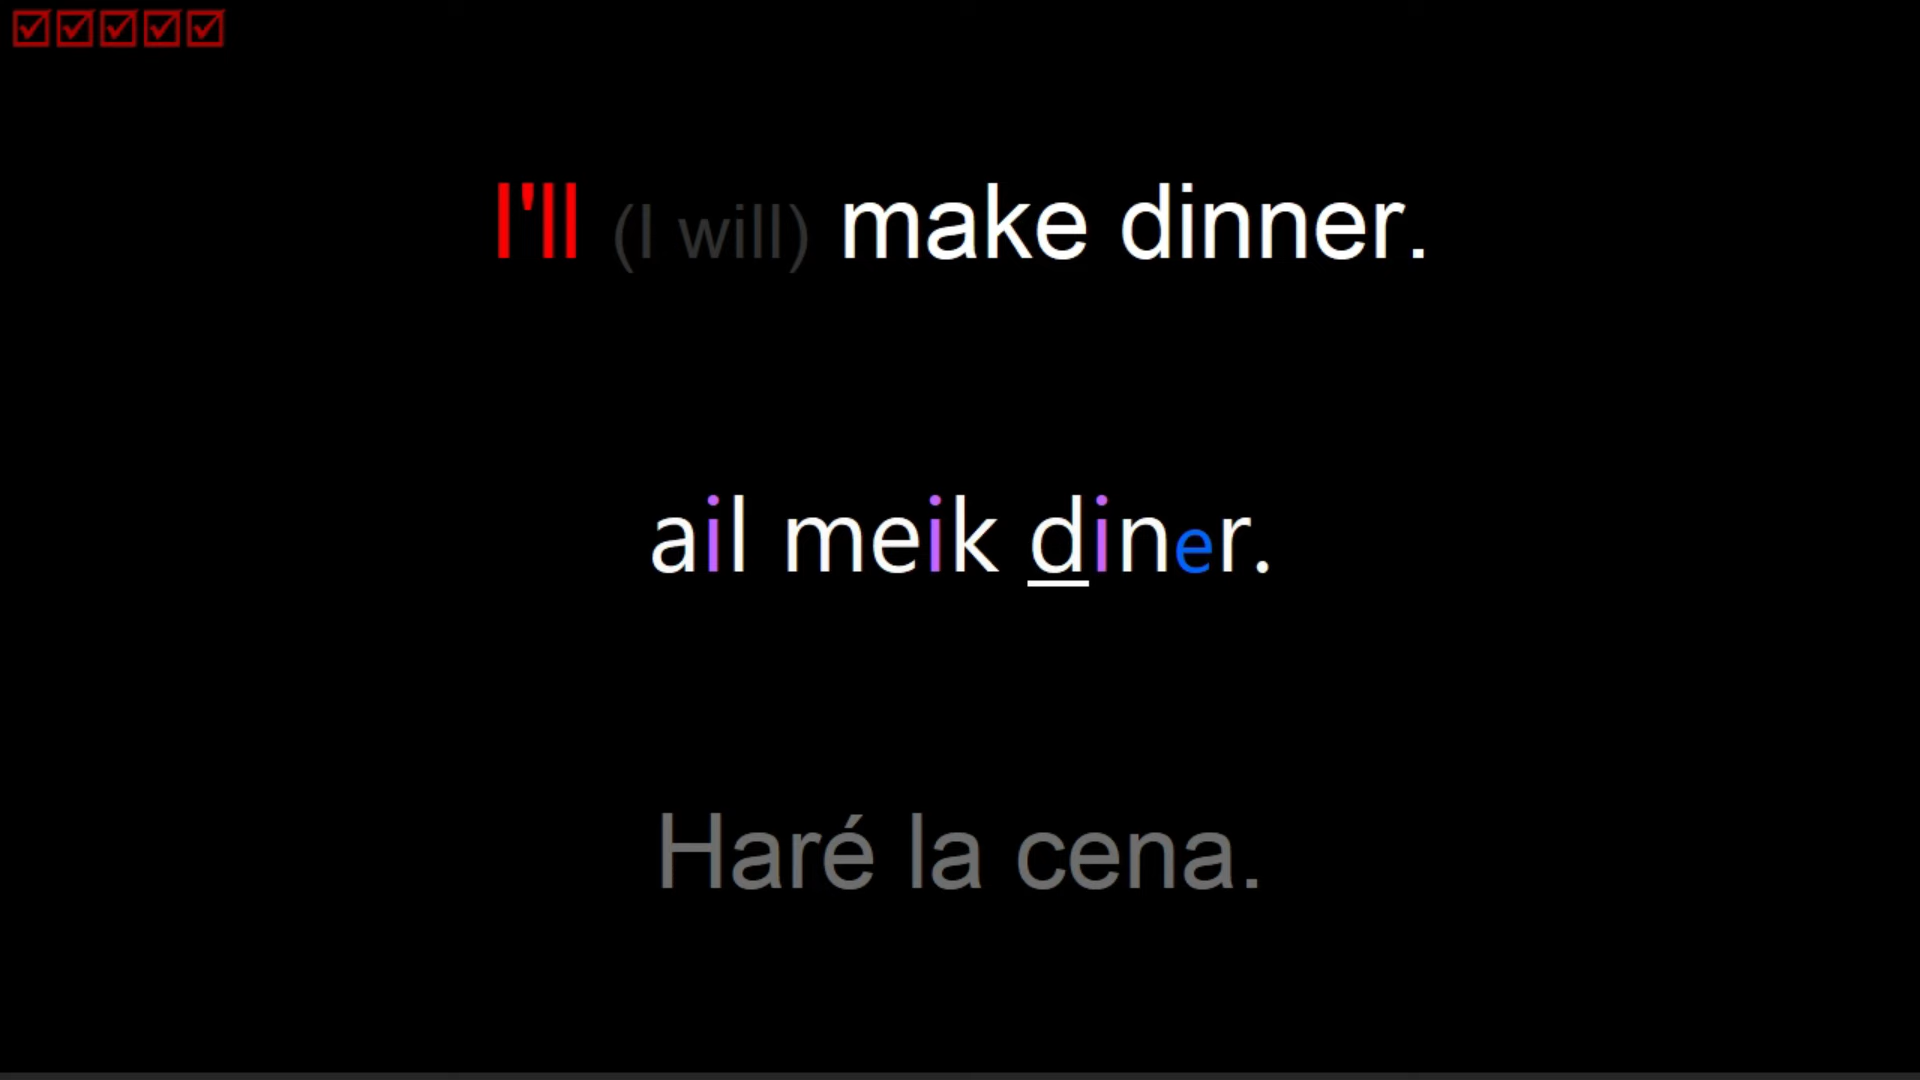 ☑☑☑☑☑
I'll (I will) make dinner.
ail meik diner.
Haré la cena.